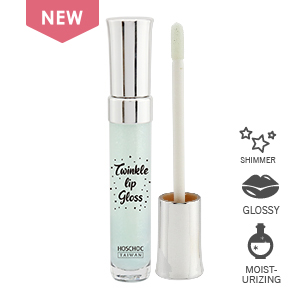 NEW
Twinkle
lip
Gloss
HOSCHOC
TAIWAN
SHIMMER
GLOSSY
MOIST-
URIZING